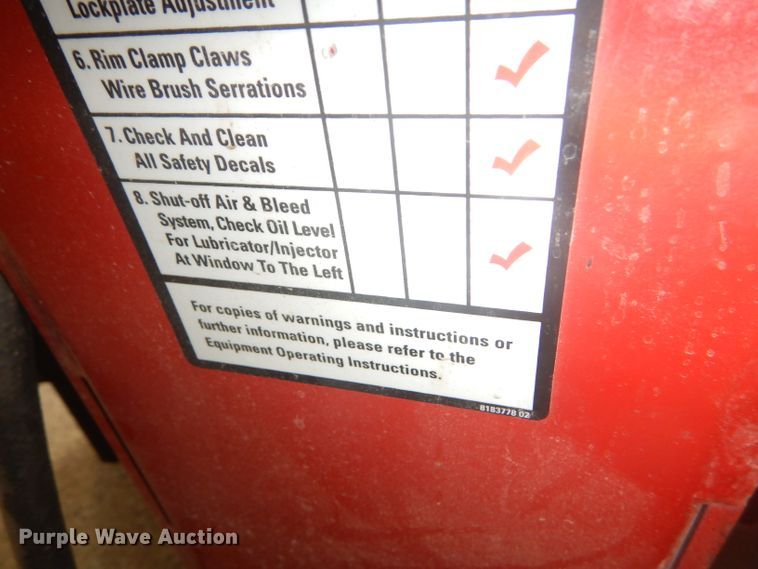 Lockplate Adjustment
6. Rim Clamp Claws
Wire Brush Serrations
7. Check And Clean
All Safety Decals
8. Shut-off Air & Bleed
System, Check Oil Level
For Lubricator/Injector
At Window To The Left
For copies of warnings and instructions or
further information, please refer to the
Equipment Operating Instructions.
8183778 02
Purple Wave Auction